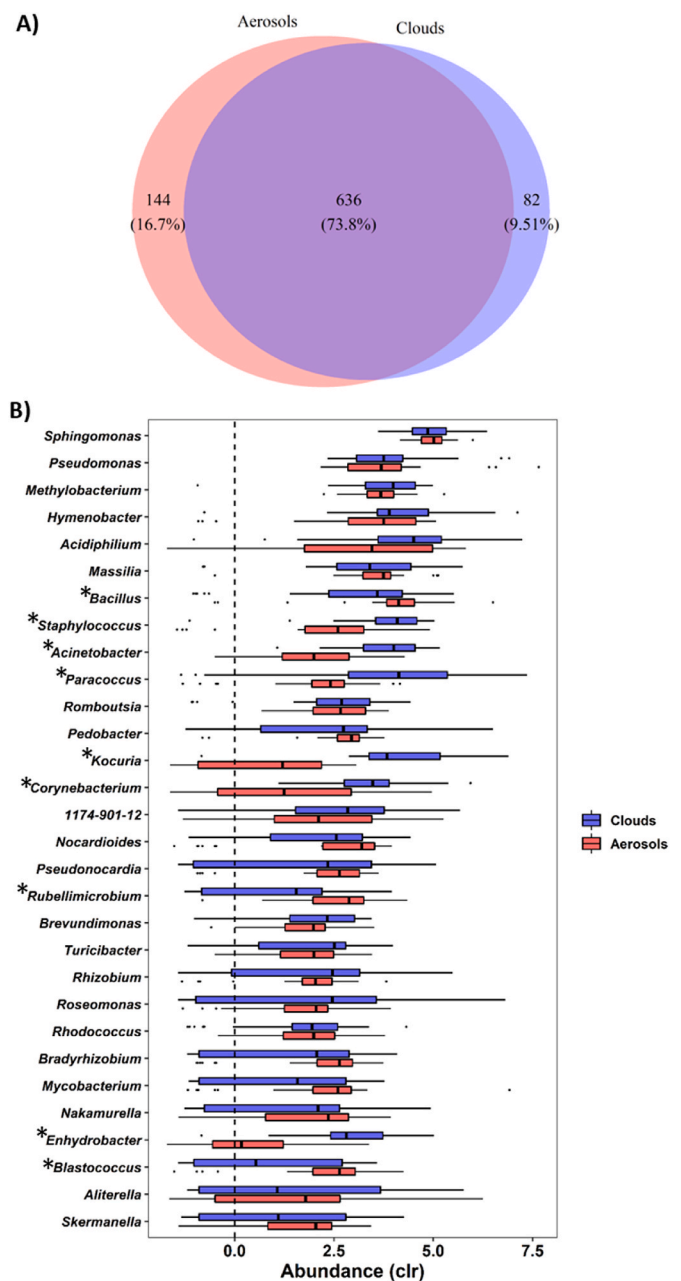 A)
Aerosols
Clouds
144
(16.7%)
636
(73.8%)
82
(9.51%)
B)
Sphingomonas
Pseudomonas
Methylobacterium
Hymenobacter
Acidiphilium
Massilia
*Bacillus
*Staphylococcus
*Acinetobacter
*Paracoccus
Romboutsia
Pedobacter
*Kocuria
*Corynebacterium
1174-901-12
Nocardioides
Pseudonocardia
*Rubellimicrobium
Brevundimonas
Turicibacter
Rhizobium
Roseomonas
Rhodococcus
Bradyrhizobium
Mycobacterium
Nakamurella
*Enhydrobacter
*Blastococcus
Aliterella
Skermanella
Clouds
Aerosols
0.0 2.5 5.0 7.5
Abundance (clr)